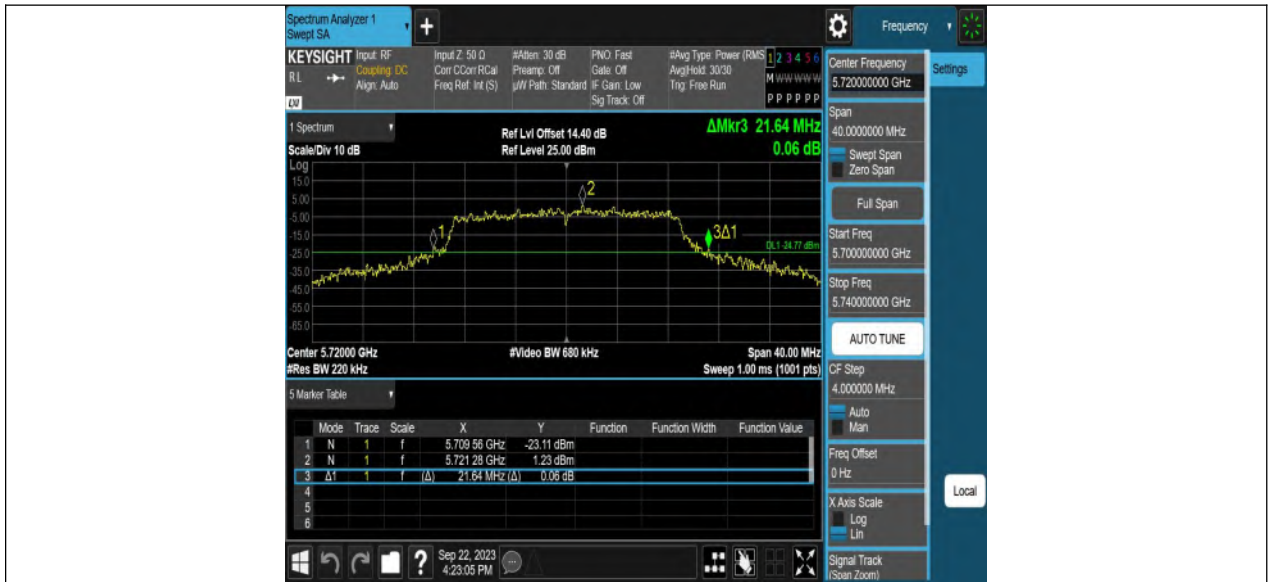 Spectrum Analyzer 1
Swept SA
+
Frequency
KEYSIGHT
RL
LXI
Input: RF
Coupling: DC
Align: Auto
Input Z: 50 Ω
Corr CCorr RCal
Freq Ref: Int (S)
#Atten: 30 dB
Preamp: Off
µW Path: Standard
PNO: Fast
Gate: Off
IF Gain: Low
Sig Track: Off
#Avg Type: Power (RMS
Avg|Hold: 30/30
Trig: Free Run
1 2 3 4 5 6
M W W W W W
P P P P P P
1 Spectrum
Scale/Div 10 dB
Ref Lvl Offset 14.40 dB
Ref Level 25.00 dBm
ΔMkr3 21.64 MHz
0.06 dB
Log
15.0
5.00
-5.00
-15.0
-25.0
-35.0
-45.0
-55.0
-65.0
1
2
3Δ1
DL1 -24.77 dBm
Center 5.72000 GHz
#Video BW 680 kHz
Span 40.00 MHz
#Res BW 220 kHz
Sweep 1.00 ms (1001 pts)
5 Marker Table
Mode Trace Scale X Y Function Function Width Function Value
1 N 1 f 5.709 56 GHz -23.11 dBm
2 N 1 f 5.721 28 GHz 1.23 dBm
3 Δ1 1 f (Δ) 21.64 MHz (Δ) 0.06 dB
4
5
6
?
Sep 22, 2023
4:23:05 PM
Center Frequency
5.720000000 GHz
Settings
Span
40.0000000 MHz
Swept Span
Zero Span
Full Span
Start Freq
5.700000000 GHz
Stop Freq
5.740000000 GHz
AUTO TUNE
CF Step
4.000000 MHz
Auto
Man
Freq Offset
0 Hz
X Axis Scale
Log
Lin
Local
Signal Track
(Span Zoom)